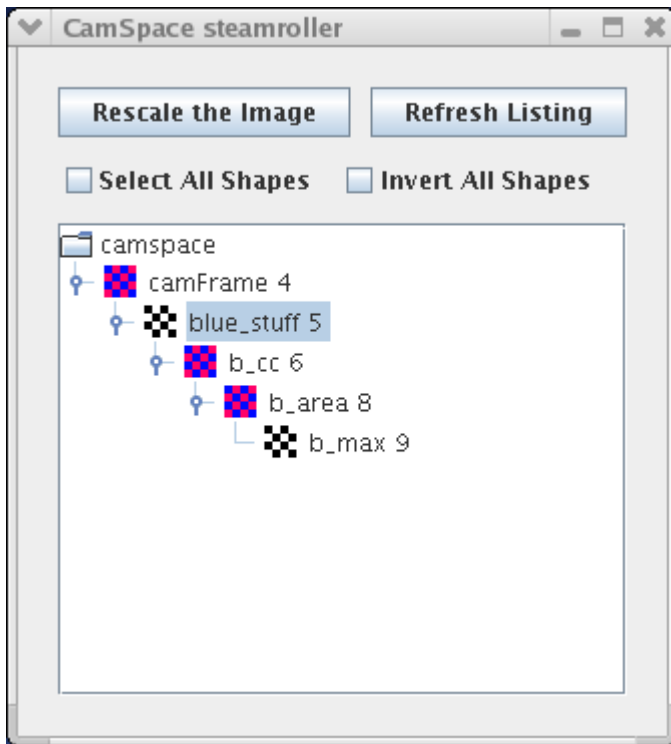 CamSpace steamroller
Rescale the Image Refresh Listing
Select All Shapes Invert All Shapes
camspace
camFrame 4
blue_stuff 5
b_cc 6
b_area 8
b_max 9